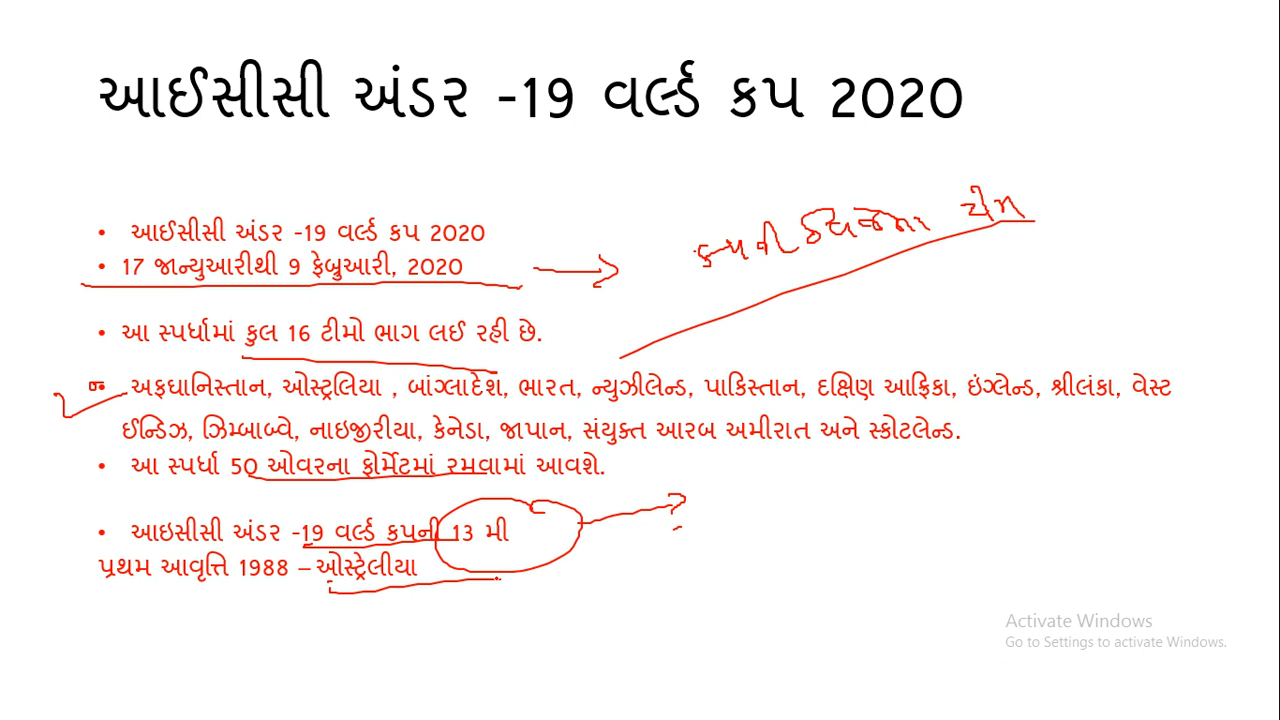 આઈસીસી અંડર -19 વર્લ્ડ કપ 2020
• આઈસીસી અંડર -19 વર્લ્ડ કપ 2020
• 17 જાન્યુઆરીથી 9 ફેબ્રુઆરી, 2020
• આ સ્પર્ધામાં કુલ 16 ટીમો ભાગ લઈ રહી છે.
• અફઘાનિસ્તાન, ઓસ્ટ્રલિયા , બાંગ્લાદેશ, ભારત, ન્યુઝીલેન્ડ, પાકિસ્તાન, દક્ષિણ આફ્રિકા, ઇંગ્લેન્ડ, શ્રીલંકા, વેસ્ટ
ઈન્ડિઝ, ઝિમ્બાબ્વે, નાઇજીરીયા, કેનેડા, જાપાન, સંયુક્ત આરબ અમીરાત અને સ્કોટલેન્ડ.
• આ સ્પર્ધા 50 ઓવરના ફોર્મેટમાં રમવામાં આવશે.
• આઇસીસી અંડર -19 વર્લ્ડ કપની 13 મી
પ્રથમ આવૃત્તિ 1988 – ઓસ્ટ્રેલીયા
Activate Windows
Go to Settings to activate Windows.